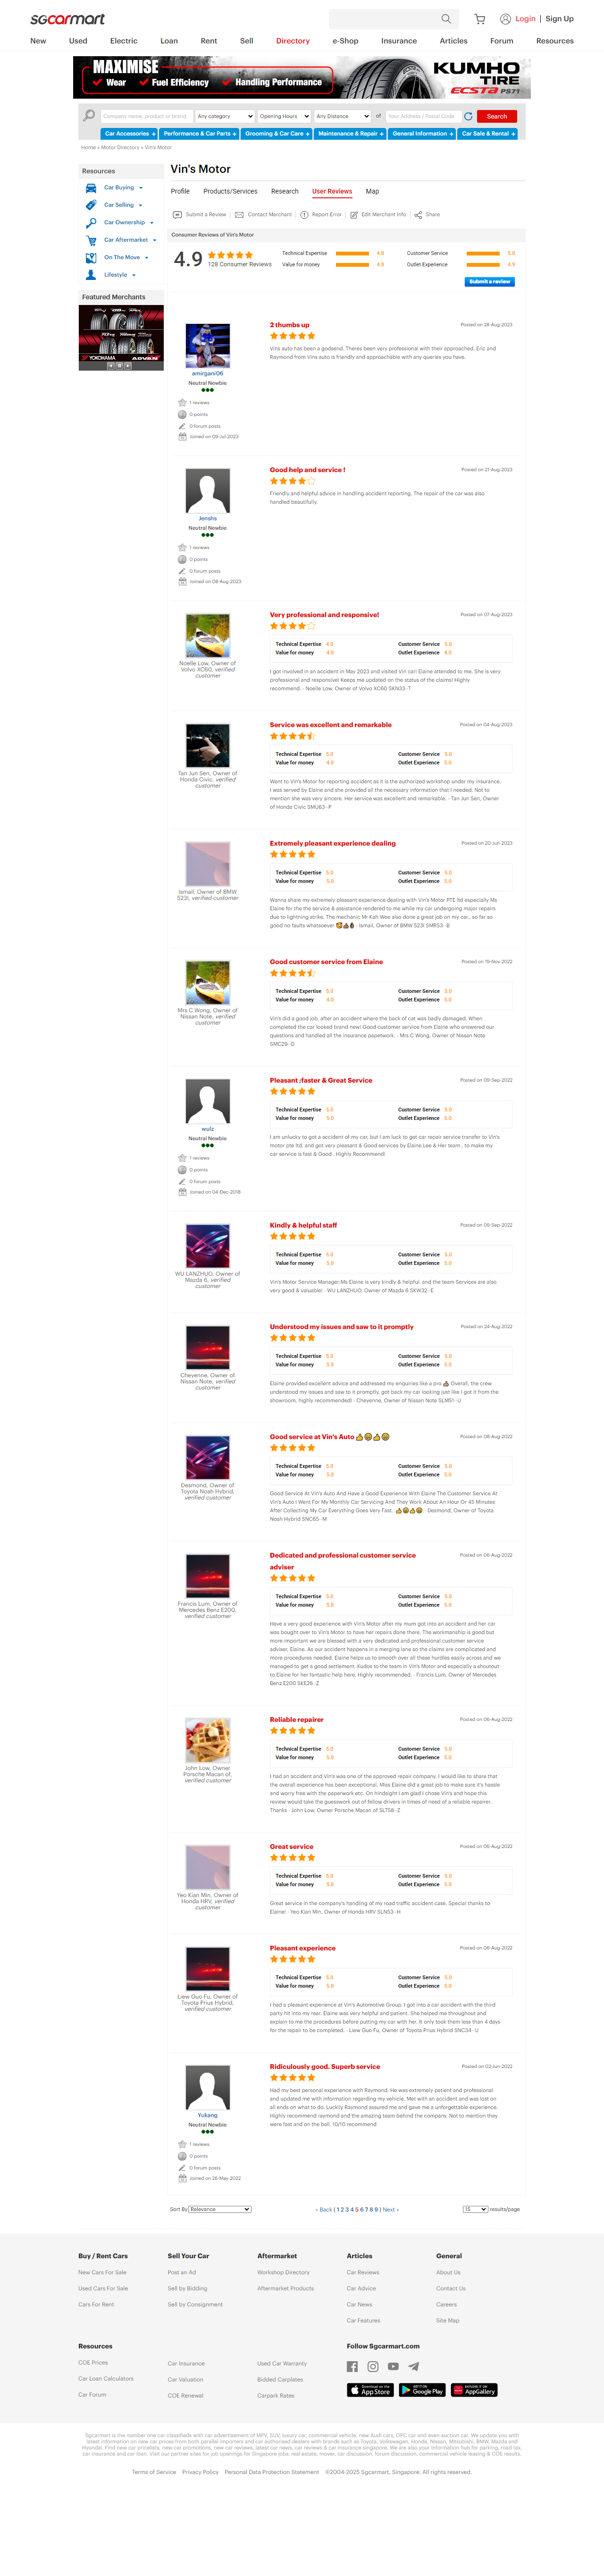 sgcarmart
Login | Sign Up
New Used Electric Loan Rent Sell Directory e-Shop Insurance Articles Forum Resources
MAXIMISE
Wear Fuel Efficiency Handling Performance
KUMHO TIRE
ecsta PS71
Company name, product or brand Any category Opening Hours Any Distance of Your Address / Postal Code Search
Car Accessories + Performance & Car Parts + Grooming & Car Care + Maintenance & Repair + General Information + Car Sale & Rental +
Home » Motor Directory » Vin's Motor
Resources
Car Buying
Car Selling
Car Ownership
Car Aftermarket
On The Move
Lifestyle
Featured Merchants
YOKOHAMA ADVAN
Vin's Motor
Profile Products/Services Research User Reviews Map
Submit a Review Contact Merchant Report Error Edit Merchant Info Share
Consumer Reviews of Vin's Motor
4.9
128 Consumer Reviews
Technical Expertise 4.8 Customer Service 5.0
Value for money 4.8 Outlet Experience 4.9
Submit a review
amirgani06
Neutral Newbie
1 reviews
0 points
0 forum posts
Joined on 09-Jul-2023
2 thumbs up
Posted on 28-Aug-2023
Vins auto has been a godsend. Theres been very professional with their approached. Eric and
Raymond from Vins auto is friendly and approachable with any queries you have.
Jenshs
Neutral Newbie
1 reviews
0 points
0 forum posts
Joined on 08-Aug-2023
Good help and service !
Posted on 21-Aug-2023
Friendly and helpful advice in handling accident reporting. The repair of the car was also
handled beautifully.
Noelle Low, Owner of
Volvo XC60, verified
customer
Very professional and responsive!
Posted on 07-Aug-2023
Technical Expertise 4.0 Customer Service 5.0
Value for money 4.0 Outlet Experience 4.0
I got involved in an accident in May 2023 and visited Vin car! Elaine attended to me. She is very
professional and responsive! Keeps me updated on the status of the claims! Highly
recommend. - Noelle Low, Owner of Volvo XC60 SKN33-T
Tan Jun Sen, Owner of
Honda Civic, verified
customer
Service was excellent and remarkable
Posted on 04-Aug-2023
Technical Expertise 5.0 Customer Service 5.0
Value for money 4.0 Outlet Experience 5.0
Went to Vin's Motor for reporting accident as it is the authorized workshop under my insurance.
I was served by Elaine and she provided all the necessary information that I needed. Not to
mention she was very sincere. Her service was excellent and remarkable. - Tan Jun Sen, Owner
of Honda Civic SMU63-P
Ismail, Owner of BMW
523I, verified customer
Extremely pleasant experience dealing
Posted on 20-Jun-2023
Technical Expertise 5.0 Customer Service 5.0
Value for money 5.0 Outlet Experience 5.0
Wanna share my extremely pleasant experience dealing with Vin's Motor PTE ltd especially Ms
Elaine for the the service & assistance rendered to me while my car undergoing major repairs
due to lightning strike. The mechanic Mr Kah Wee also done a great job on my car.. so far so
good no faults whatsoever - Ismail, Owner of BMW 523I SMR53-B
Mrs C Wong, Owner of
Nissan Note, verified
customer
Good customer service from Elaine
Posted on 19-Nov-2022
Technical Expertise 5.0 Customer Service 5.0
Value for money 4.0 Outlet Experience 5.0
Vin's did a good job, after an accident where the back of cat was badly damaged. When
completed the car looked brand new! Good customer service from Elaine who answered our
questions and handled all the insurance pepetwork. - Mrs C Wong, Owner of Nissan Note
SMC29-D
wulz
Neutral Newbie
1 reviews
0 points
0 forum posts
Joined on 04-Dec-2018
Pleasant ,faster & Great Service
Posted on 09-Sep-2022
Technical Expertise 5.0 Customer Service 5.0
Value for money 5.0 Outlet Experience 5.0
I am unlucky to got a accident of my car, but I am luck to get car repair service transfer to Vin's
motor pte ltd, and got very pleasant & Good services by Elaine Lee & Her team , to make my
car service is fast & Good , Highly Recommend!
WU LANZHUO, Owner of
Mazda 6, verified
customer
Kindly & helpful staff
Posted on 09-Sep-2022
Technical Expertise 5.0 Customer Service 5.0
Value for money 5.0 Outlet Experience 5.0
Vin's Motor Service Manager-Ms Elaine is very kindly & helpful, and the team Services are also
very good & valuable! - WU LANZHUO, Owner of Mazda 6 SKW32-E
Cheyenne, Owner of
Nissan Note, verified
customer
Understood my issues and saw to it promptly
Posted on 24-Aug-2022
Technical Expertise 5.0 Customer Service 5.0
Value for money 5.0 Outlet Experience 5.0
Elaine provided excellent advice and addressed my enquiries like a pro Overall, the crew
understood my issues and saw to it promptly, got back my car looking just like I got it from the
showroom, highly recommended! - Cheyenne, Owner of Nissan Note SLM51-U
Desmond, Owner of
Toyota Noah Hybrid,
verified customer
Good service at Vin's Auto 👍😄👍😄
Posted on 08-Aug-2022
Technical Expertise 5.0 Customer Service 5.0
Value for money 5.0 Outlet Experience 5.0
Good Service At Vin's Auto And Have a Good Experience With Elaine The Customer Service At
Vin's Auto I Went For My Monthly Car Servicing And They Work About An Hour Or 45 Minutes
After Collecting My Car Everything Goes Very Fast. 👍😄👍😄 - Desmond, Owner of Toyota
Noah Hybrid SNC65-M
Francis Lum, Owner of
Mercedes Benz E200,
verified customer
Dedicated and professional customer service
adviser
Posted on 06-Aug-2022
Technical Expertise 5.0 Customer Service 5.0
Value for money 5.0 Outlet Experience 5.0
Have a very good experience with Vin's Motor after my mum got into an accident and her car
was bought over to Vin's Motor to have her repairs done there. The workmanship is good but
more important we are blessed with a very dedicated and professional customer service
adviser, Elaine. As our accident happens in a merging lane so the claims are complicated and
more procedures needed. Elaine helps us to smooth over all these hurdles easily across and we
managed to get a good settlement. Kudos to the team in Vin's Motor and especially a shoutout
to Elaine for her fantastic help here. Highly recommended. - Francis Lum, Owner of Mercedes
Benz E200 SKE26-Z
John Low, Owner
Porsche Macan of,
verified customer
Reliable repairer
Posted on 06-Aug-2022
Technical Expertise 5.0 Customer Service 5.0
Value for money 5.0 Outlet Experience 5.0
I had an accident and Vin's was one of the approved repair company. I would like to share that
the overall experience has been exceptional. Miss Elaine did a great job to make sure it's hassle
and worry free with the paperwork etc. On hindsight I am glad I chose Vin's and hope this
review would take the guesswork out of fellow drivers in times of need of a reliable repairer.
Thanks - John Low, Owner Porsche Macan of SLT58-Z
Yeo Kian Min, Owner of
Honda HRV, verified
customer
Great service
Posted on 06-Aug-2022
Technical Expertise 5.0 Customer Service 5.0
Value for money 5.0 Outlet Experience 5.0
Great service in the company's handling of my road traffic accident case. Special thanks to
Elaine! - Yeo Kian Min, Owner of Honda HRV SLN53-H
Liew Guo Fu, Owner of
Toyota Prius Hybrid,
verified customer
Pleasant experience
Posted on 06-Aug-2022
Technical Expertise 5.0 Customer Service 5.0
Value for money 5.0 Outlet Experience 5.0
I had a pleasant experience at Vin's Automotive Group. I got into a car accident with the third
party hit into my rear. Elaine was very helpful and patient. She helped me throughout and
explain to me the procedures before putting my car with her. It only took them less than 4 days
for the repair to be completed. - Liew Guo Fu, Owner of Toyota Prius Hybrid SNC34-U
Yukang
Neutral Newbie
1 reviews
0 points
0 forum posts
Joined on 26-May-2022
Ridiculously good. Superb service
Posted on 02-Jun-2022
Had my best personal experience with Raymond. He was extremely patient and professional
and updated me with information regarding my vehicle. Met with an accident and was lost on
all ends on what to do. Luckily Raymond assured me and gave me a unforgettable experience.
Highly recommend raymond and the amazing team behind the company. Not to mention they
were fast and on the ball. 10/10 recommend
Sort By Relevance « Back ( 1 2 3 4 5 6 7 8 9 ) Next » 15 results/page
Buy / Rent Cars Sell Your Car Aftermarket Articles General
New Cars For Sale Post an Ad Workshop Directory Car Reviews About Us
Used Cars For Sale Sell by Bidding Aftermarket Products Car Advice Contact Us
Cars For Rent Sell by Consignment Car News Careers
Car Features Site Map
Resources Follow Sgcarmart.com
COE Prices Car Insurance Used Car Warranty
Car Loan Calculators Car Valuation Bidded Carplates
Car Forum COE Renewal Carpark Rates
Download on the App Store GET IT ON Google Play EXPLORE IT ON AppGallery
Sgcarmart is the number one car classifieds with car advertisement of MPV, SUV, luxury car, commercial vehicle, new Audi cars, OPC car and even auction car. We update you with
latest information on new car prices from both parallel importers and car authorised dealers with brands such as Toyota, Volkswagen, Honda, Nissan, Mitsubishi, BMW, Mazda and
Hyundai. Find new car pricelists, new car promotions, new car reviews, latest car news, car reviews & car insurance singapore. We are also your information hub for parking, road tax,
car insurance and car loan. Visit our partner sites for job openings for Singapore jobs, real estate, mover, car discussion, forum discussion, commercial vehicle leasing & COE results.
Terms of Service Privacy Policy Personal Data Protection Statement ©2004-2025 Sgcarmart, Singapore. All rights reserved.